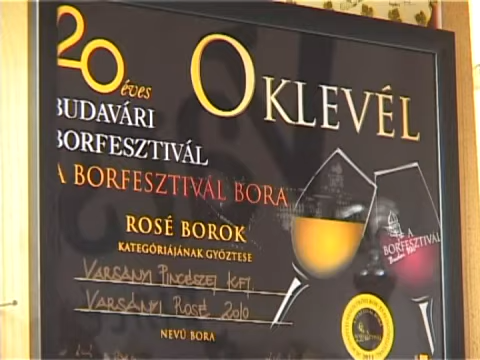 20
éves
OKLEVÉL
BUDAVÁRI
BORFESZTIVÁL
A BORFESZTIVÁL BORA
ROSÉ BOROK
KATEGÓRIÁJÁNAK GYŐZTESE
VARSÁNYI PINCÉSZET KFT.
VARSÁNYI ROSÉ 2010
NEVŰ BORA
A
BORFESZTIVÁL